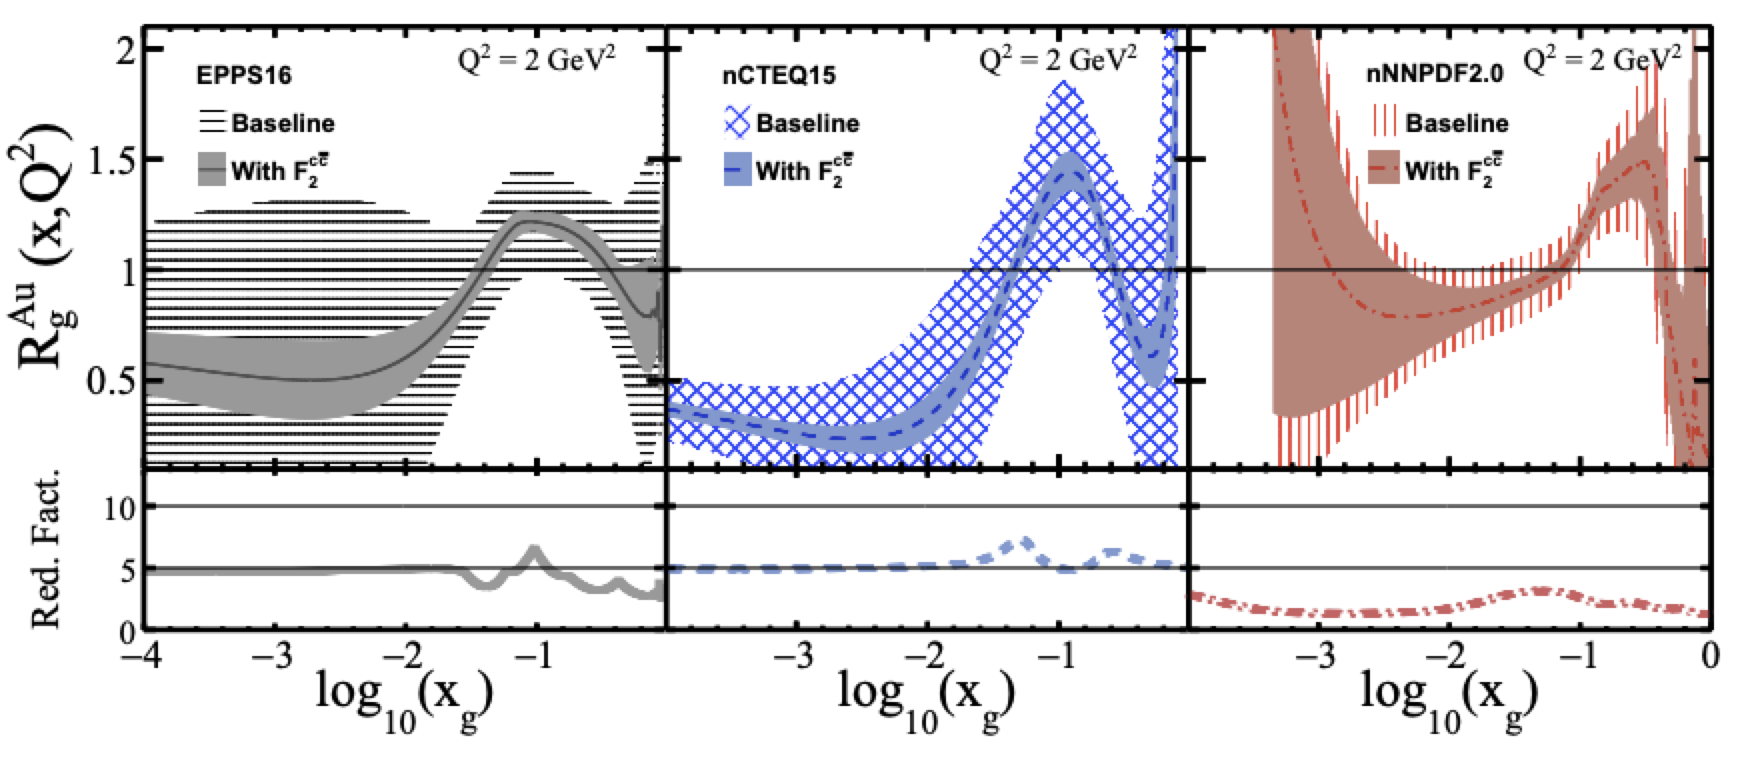 R_g^Au (x,Q²)
2
1.5
1
0.5
EPPS16
Q² = 2 GeV²
Baseline
With F₂^cc̅
nCTEQ15
Q² = 2 GeV²
Baseline
With F₂^cc̅
nNNPDF2.0
Q² = 2 GeV²
Baseline
With F₂^cc̅
Red. Fact.
10
5
0
−4 −3 −2 −1
−3 −2 −1
−3 −2 −1 0
log₁₀(x_g)
log₁₀(x_g)
log₁₀(x_g)